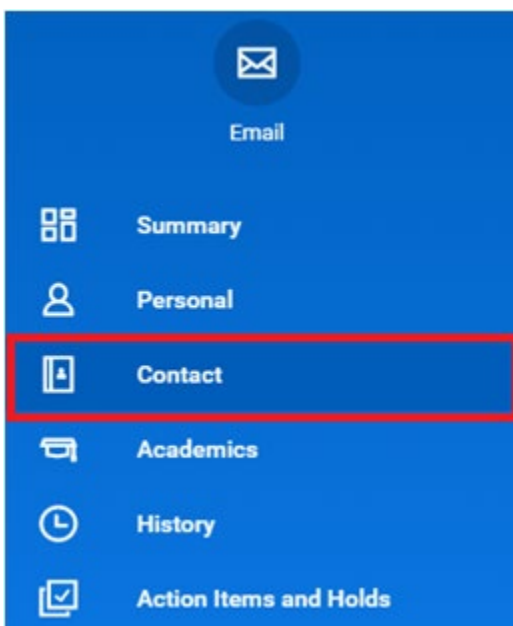 Email
Summary
Personal
Contact
Academics
History
Action Items and Holds